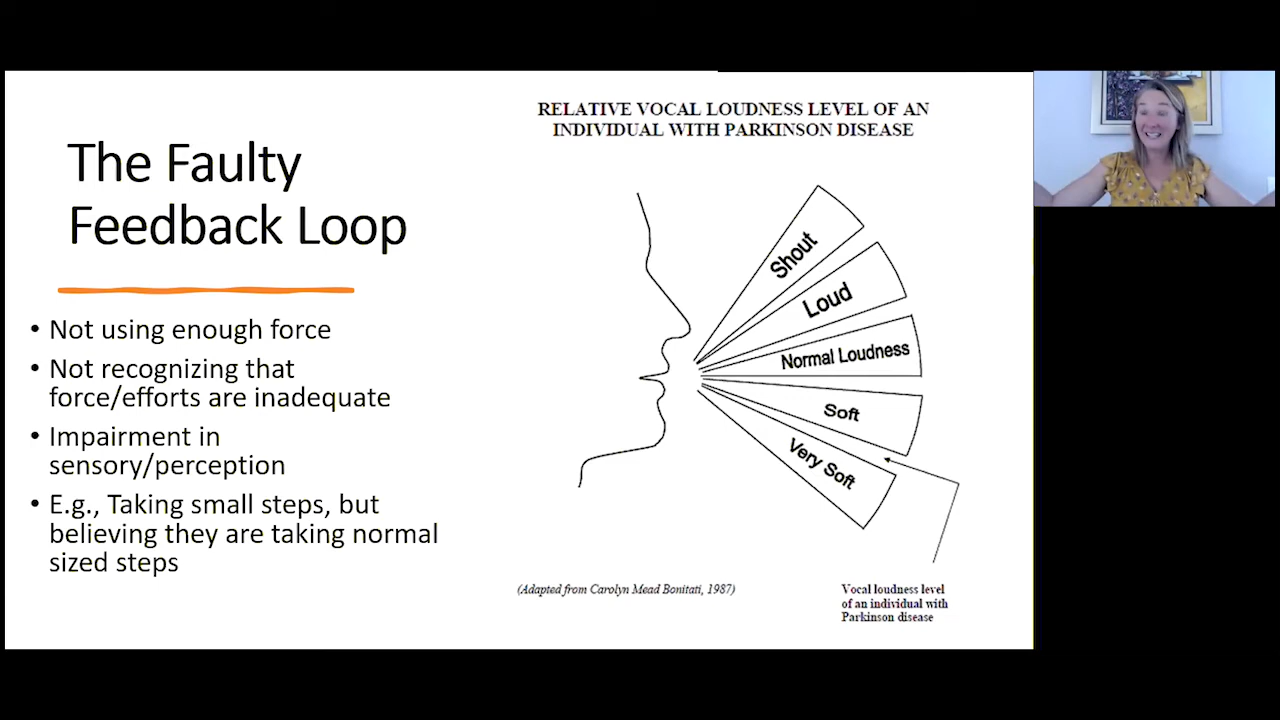 The Faulty
Feedback Loop
• Not using enough force
• Not recognizing that
force/efforts are inadequate
• Impairment in
sensory/perception
• E.g., Taking small steps, but
believing they are taking normal
sized steps
RELATIVE VOCAL LOUDNESS LEVEL OF AN
INDIVIDUAL WITH PARKINSON DISEASE
Shout
Loud
Normal Loudness
Soft
Very Soft
(Adapted from Carolyn Mead Bonitati, 1987)
Vocal loudness level
of an individual with
Parkinson disease